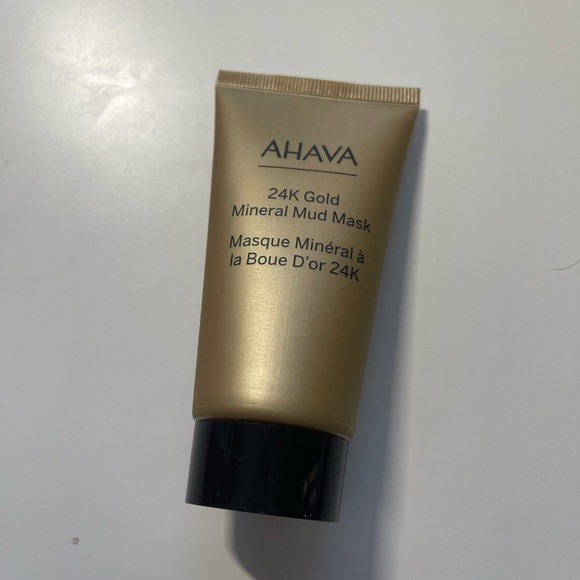 AHAVA
24K Gold
Mineral Mud Mask
Masque Minéral à
la Boue D'or 24K